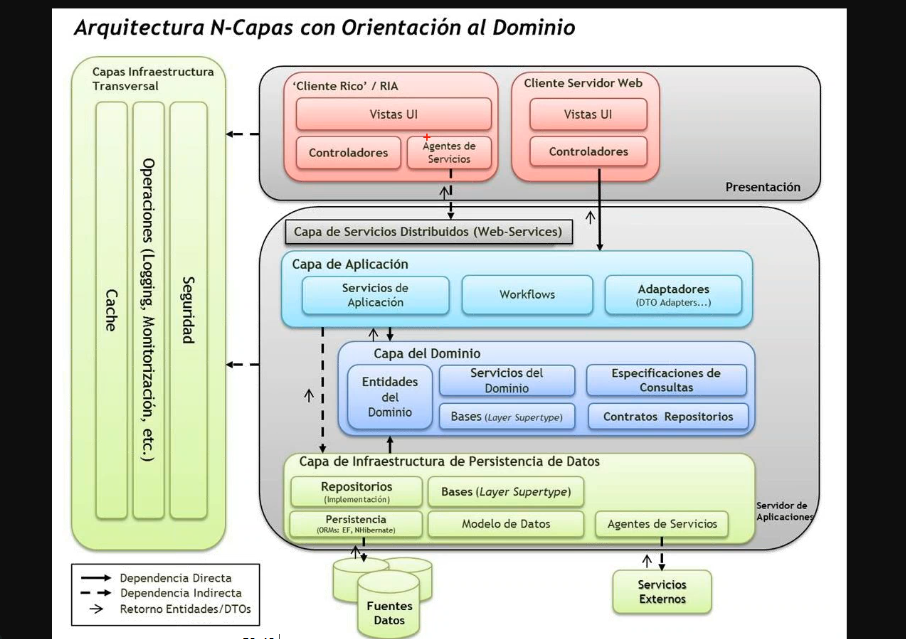 Arquitectura N-Capas con Orientación al Dominio
Capas Infraestructura
Transversal
Cache
Operaciones (Logging, Monitorización, etc.)
Seguridad
'Cliente Rico' / RIA
Vistas UI
Controladores
Agentes de
Servicios
Cliente Servidor Web
Vistas UI
Controladores
Presentación
Capa de Servicios Distribuidos (Web-Services)
Capa de Aplicación
Servicios de
Aplicación
Workflows
Adaptadores
(DTO Adapters...)
Capa del Dominio
Entidades
del
Dominio
Servicios del
Dominio
Especificaciones de
Consultas
Bases (Layer Supertype)
Contratos Repositorios
Capa de Infraestructura de Persistencia de Datos
Repositorios
(Implementación)
Bases (Layer Supertype)
Persistencia
(ORMs: EF, NHibernate)
Modelo de Datos
Agentes de Servicios
Servidor de
Aplicaciones
Fuentes
Datos
Servicios
Externos
Dependencia Directa
Dependencia Indirecta
Retorno Entidades/DTOs